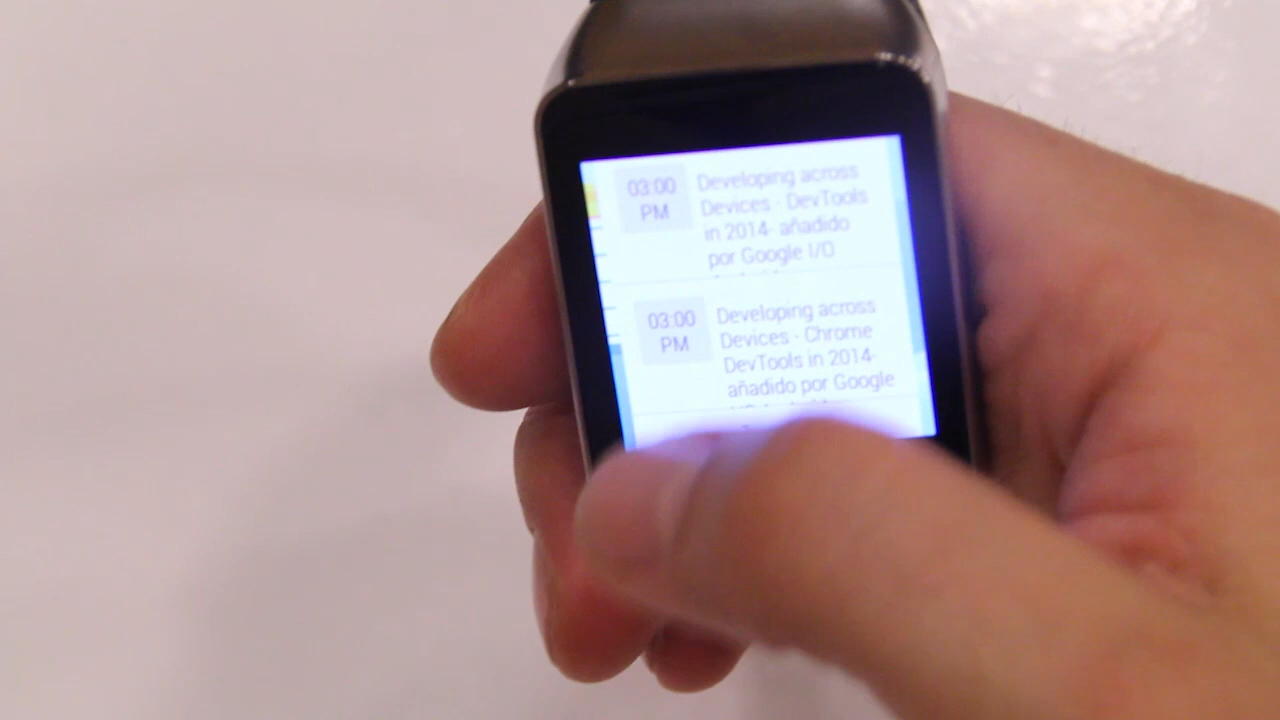 03:00
PM
Developing across
Devices - DevTools
in 2014- añadido
por Google I/O
03:00
PM
Developing across
Devices - Chrome
DevTools in 2014-
añadido por Google